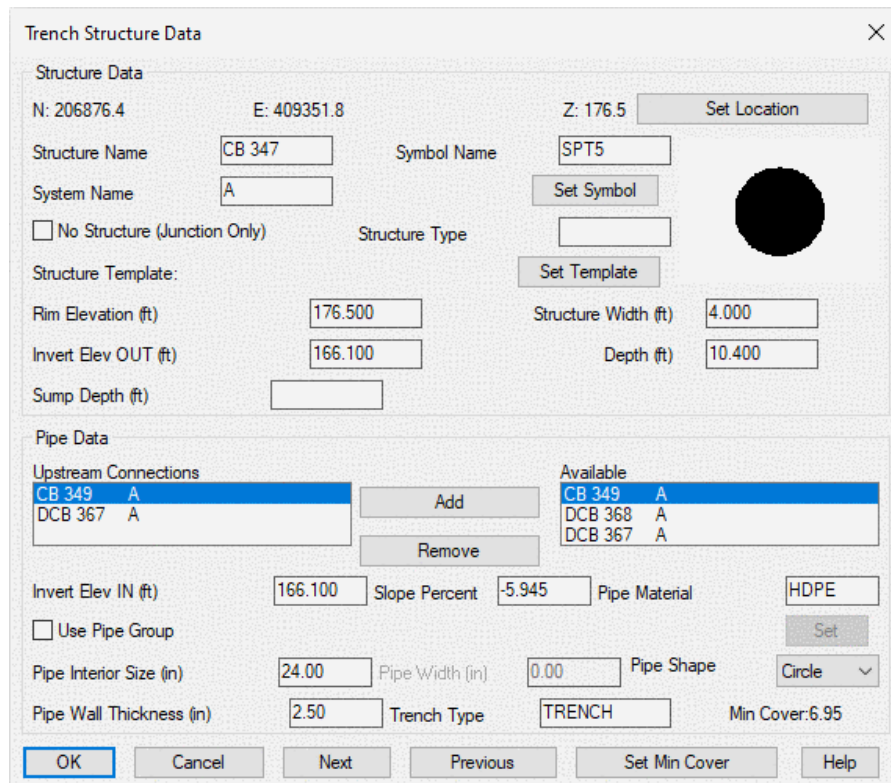 Trench Structure Data
Structure Data
N: 206876.4 E: 409351.8 Z: 176.5 Set Location
Structure Name CB 347 Symbol Name SPT5
System Name A Set Symbol
No Structure (Junction Only) Structure Type
Structure Template: Set Template
Rim Elevation (ft) 176.500 Structure Width (ft) 4.000
Invert Elev OUT (ft) 166.100 Depth (ft) 10.400
Sump Depth (ft)
Pipe Data
Upstream Connections Available
CB 349 A Add CB 349 A
DCB 367 A DCB 368 A
DCB 367 A
Remove
Invert Elev IN (ft) 166.100 Slope Percent -5.945 Pipe Material HDPE
Use Pipe Group Set
Pipe Interior Size (in) 24.00 Pipe Width (in) 0.00 Pipe Shape Circle
Pipe Wall Thickness (in) 2.50 Trench Type TRENCH Min Cover:6.95
OK Cancel Next Previous Set Min Cover Help